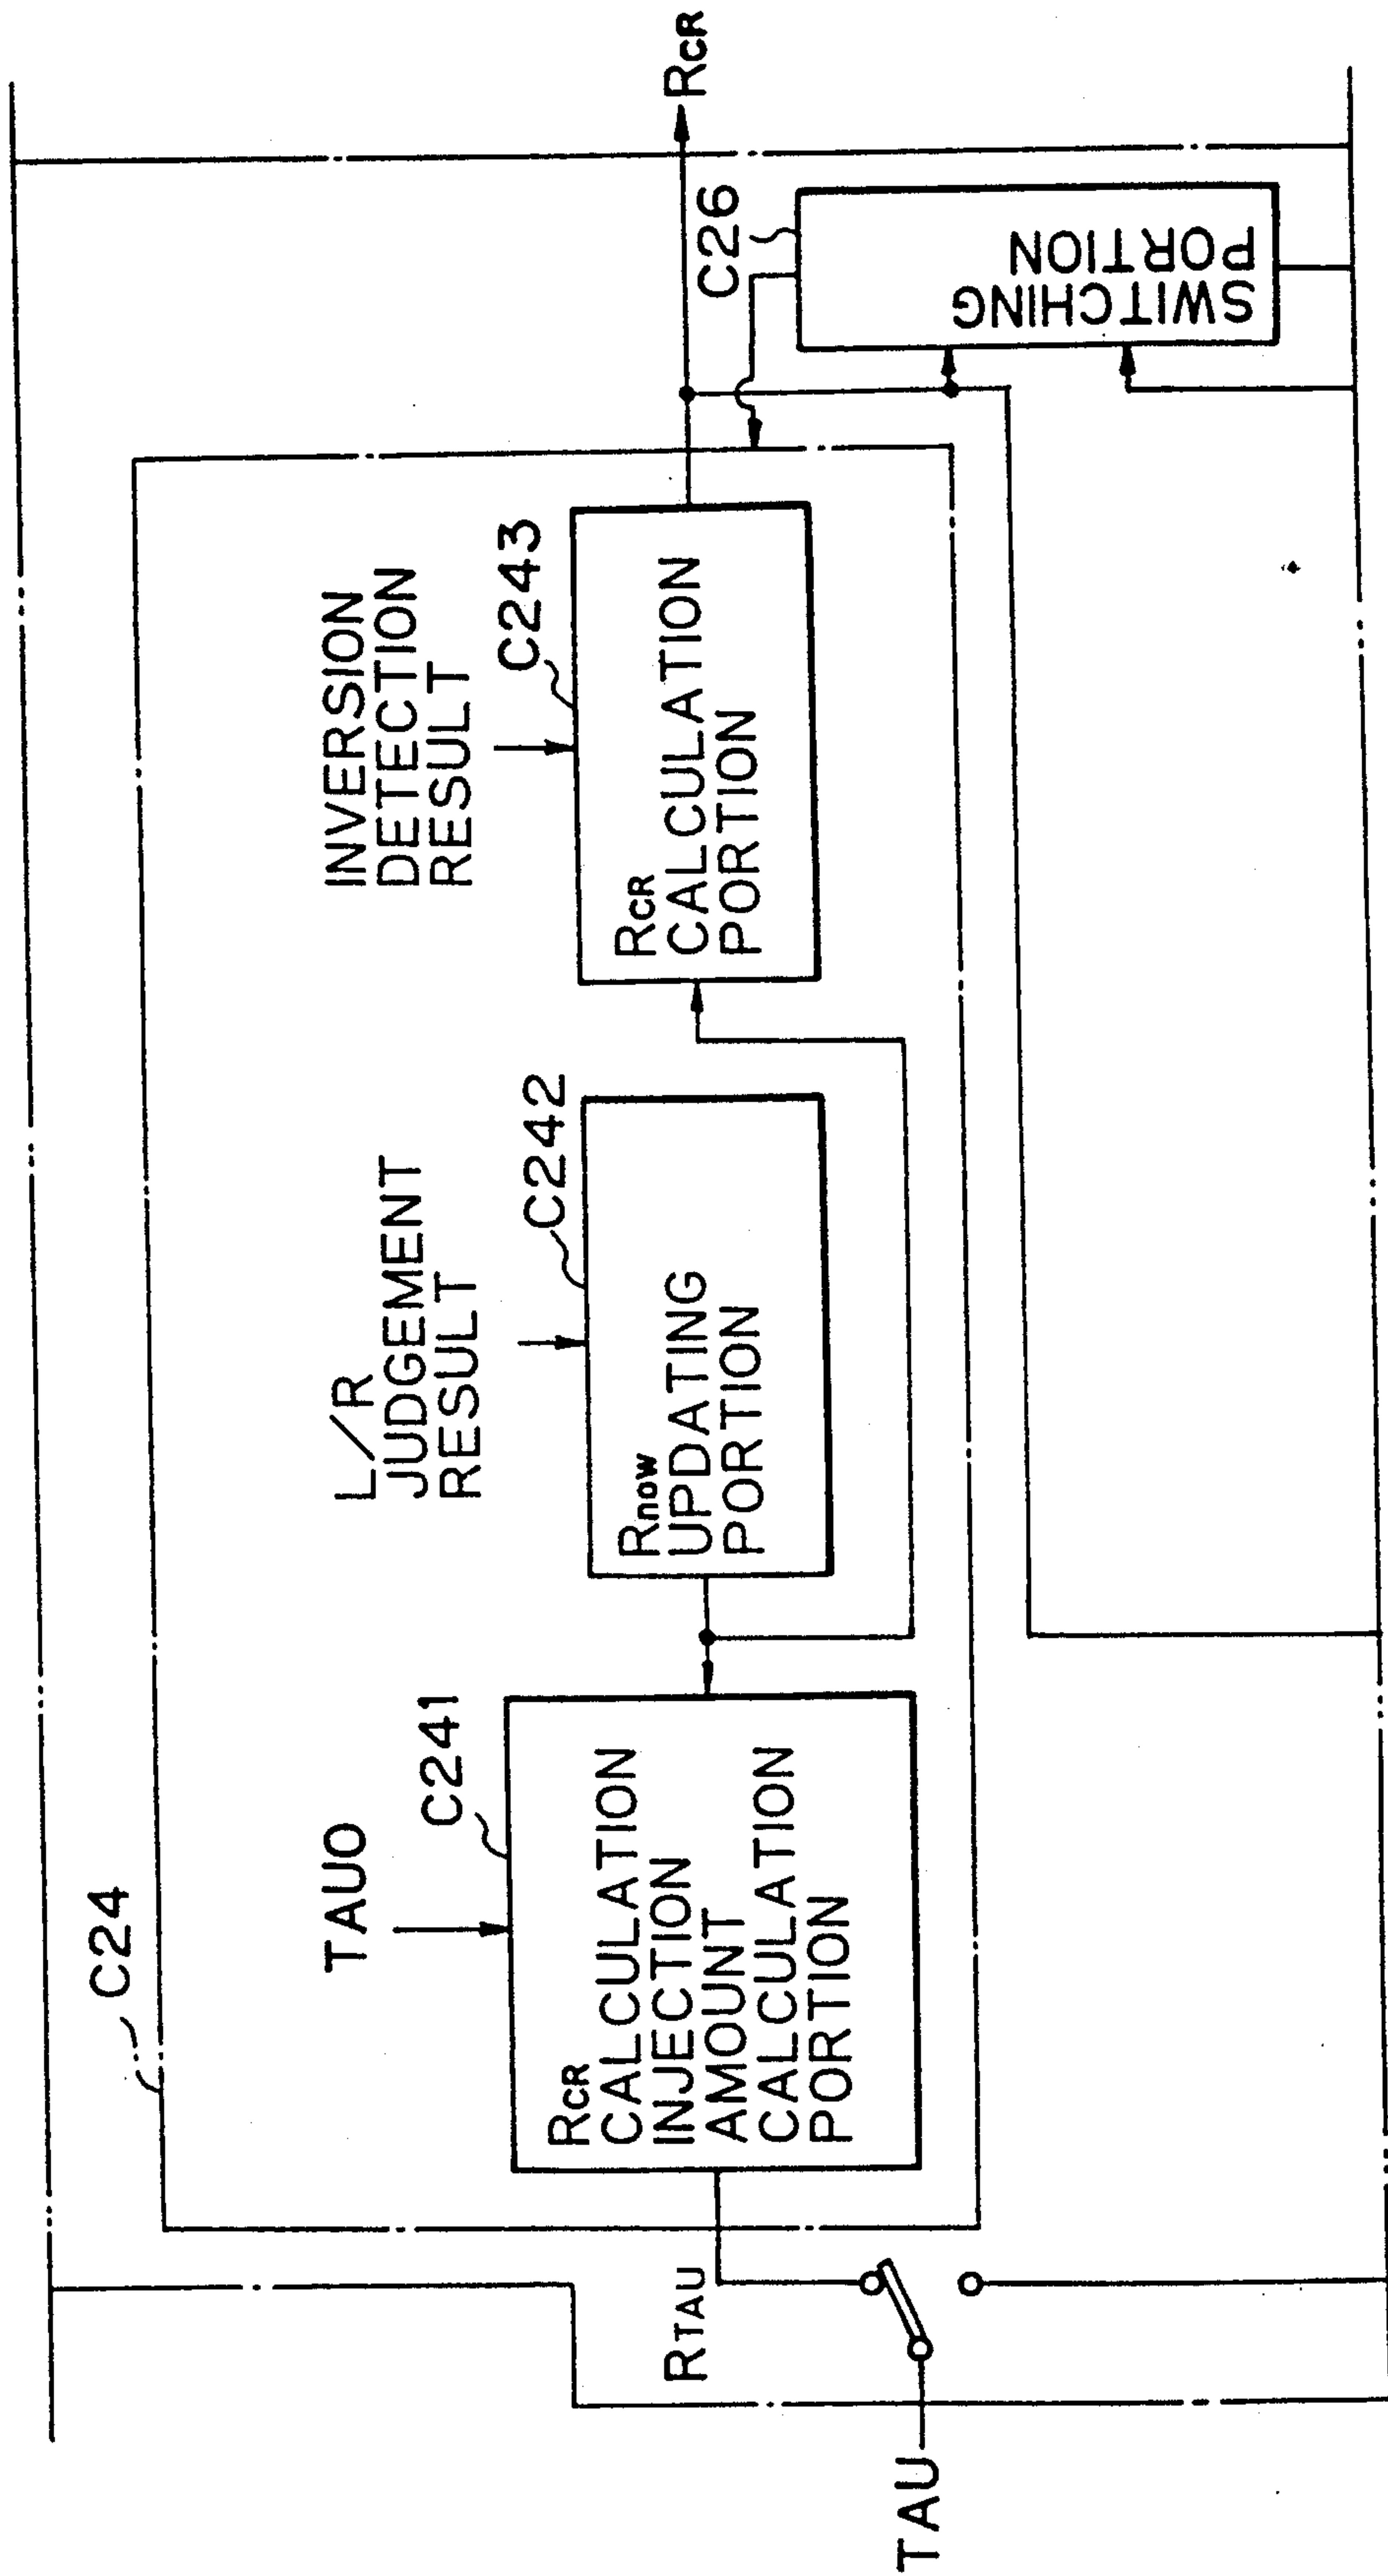 C24
TAU0
C241
RCR
CALCULATION
INJECTION
AMOUNT
CALCULATION
PORTION
L/R
JUDGEMENT
RESULT
C242
Rnow
UPDATING
PORTION
INVERSION
DETECTION
RESULT
C243
RCR
CALCULATION
PORTION
RCR
C26
SWITCHING
PORTION
RTAU
TAU